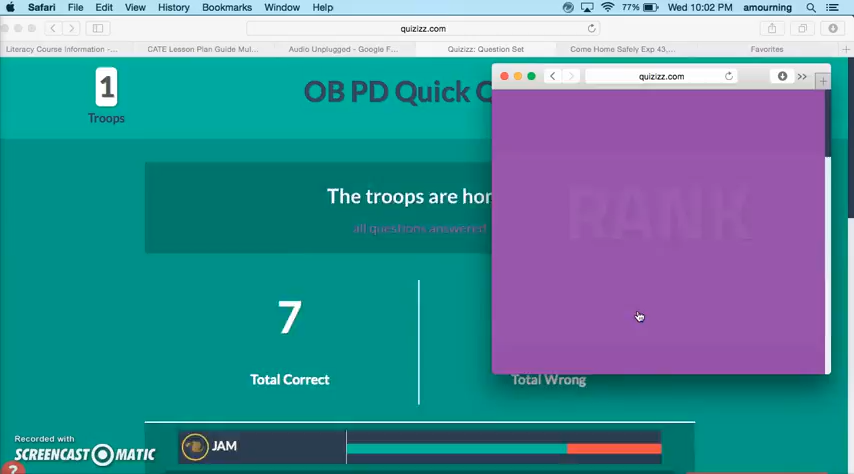 Safari File Edit View History Bookmarks Window Help 77% Wed 10:02 PM amourning
quizizz.com
Literacy Course Information -... CATE Lesson Plan Guide Mul... Audio Unplugged - Google F... Quizizz: Question Set Come Home Safely Exp 43,... Favorites
quizizz.com
1
Troops
OB PD Quick Q
The troops are hom
all questions answered
RANK
7
Total Correct
Total Wrong
JAM
Recorded with
SCREENCAST MATIC
?